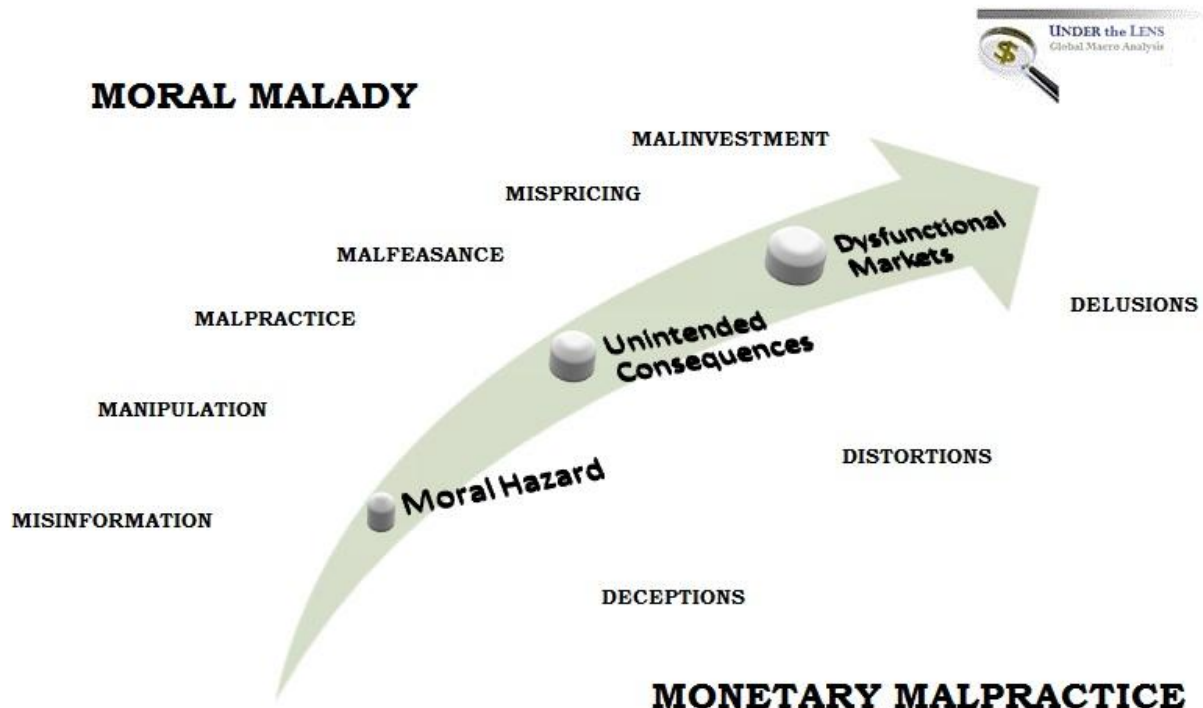 UNDER the LENS
Global Macro Analysis
MORAL MALADY
MALINVESTMENT
MISPRICING
Dysfunctional
Markets
MALFEASANCE
DELUSIONS
MALPRACTICE
Unintended
Consequences
MANIPULATION
DISTORTIONS
Moral Hazard
MISINFORMATION
DECEPTIONS
MONETARY MALPRACTICE